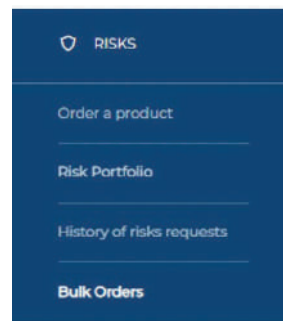 RISKS
Order a product
Risk Portfolio
History of risks requests
Bulk Orders